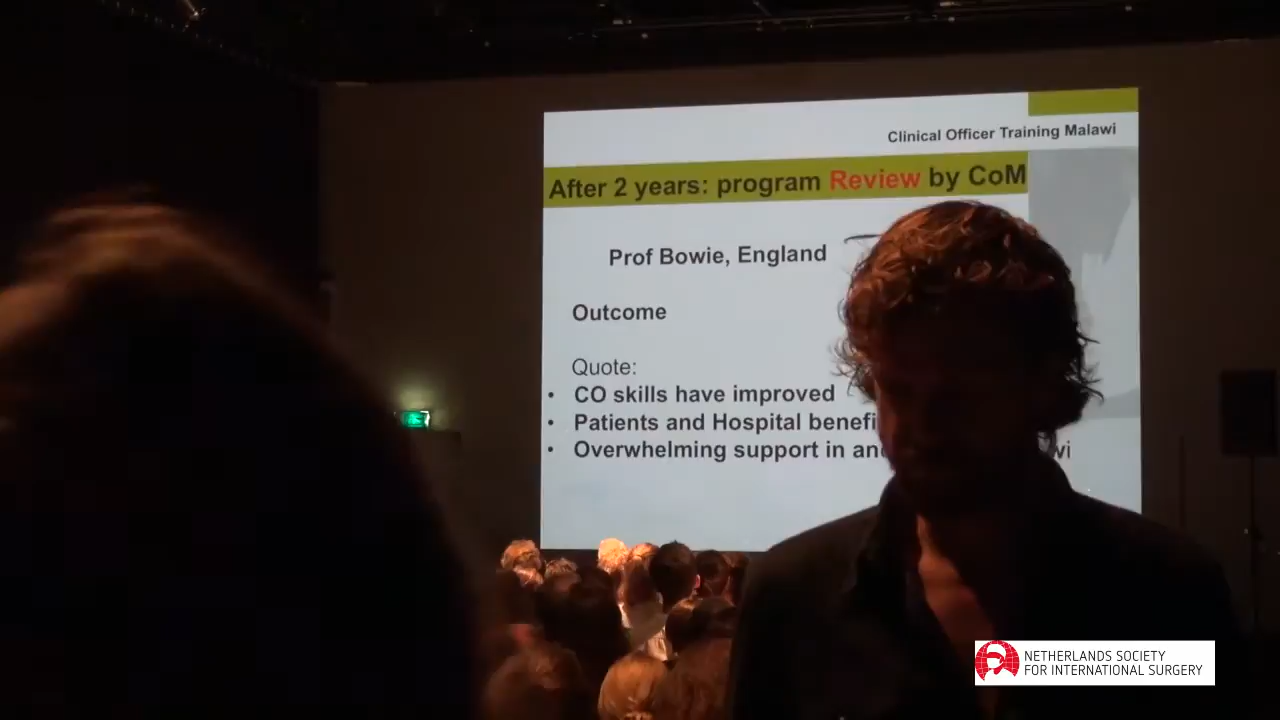 Clinical Officer Training Malawi
After 2 years: program Review by CoM
Prof Bowie, England
Outcome
Quote:
• CO skills have improved
• Patients and Hospital
• Overwhelming support in
NETHERLANDS SOCIETY
FOR INTERNATIONAL SURGERY